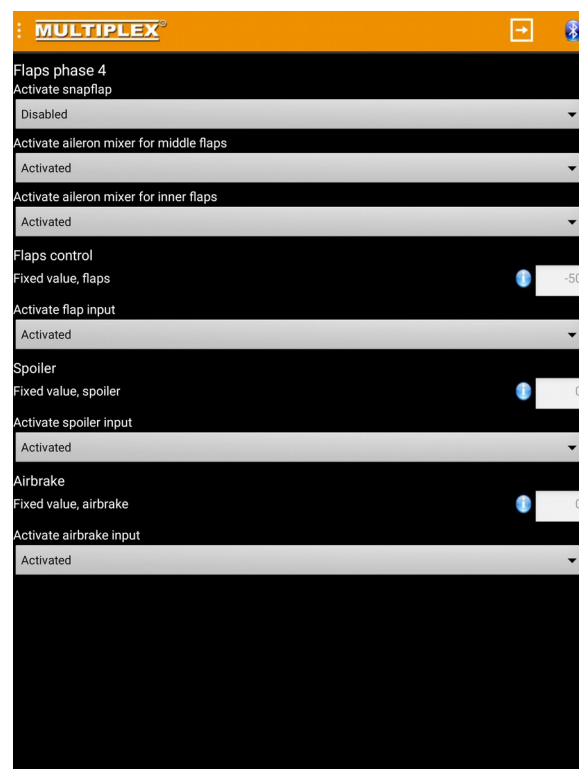 MULTIPLEX®
Flaps phase 4
Activate snapflap
Disabled
Activate aileron mixer for middle flaps
Activated
Activate aileron mixer for inner flaps
Activated
Flaps control
Fixed value, flaps -50
Activate flap input
Activated
Spoiler
Fixed value, spoiler 0
Activate spoiler input
Activated
Airbrake
Fixed value, airbrake 0
Activate airbrake input
Activated